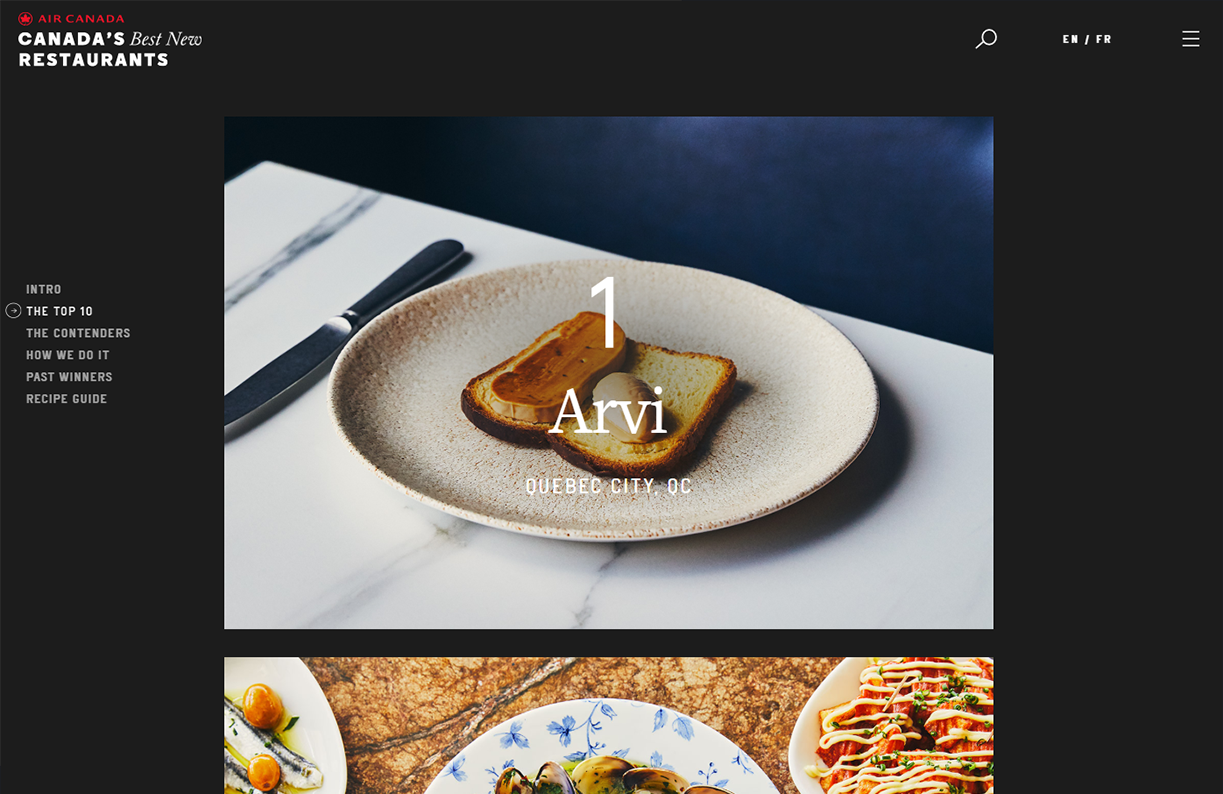 AIR CANADA
CANADA'S Best New
RESTAURANTS
EN / FR
INTRO
THE TOP 10
THE CONTENDERS
HOW WE DO IT
PAST WINNERS
RECIPE GUIDE
1
Arvi
QUEBEC CITY, QC